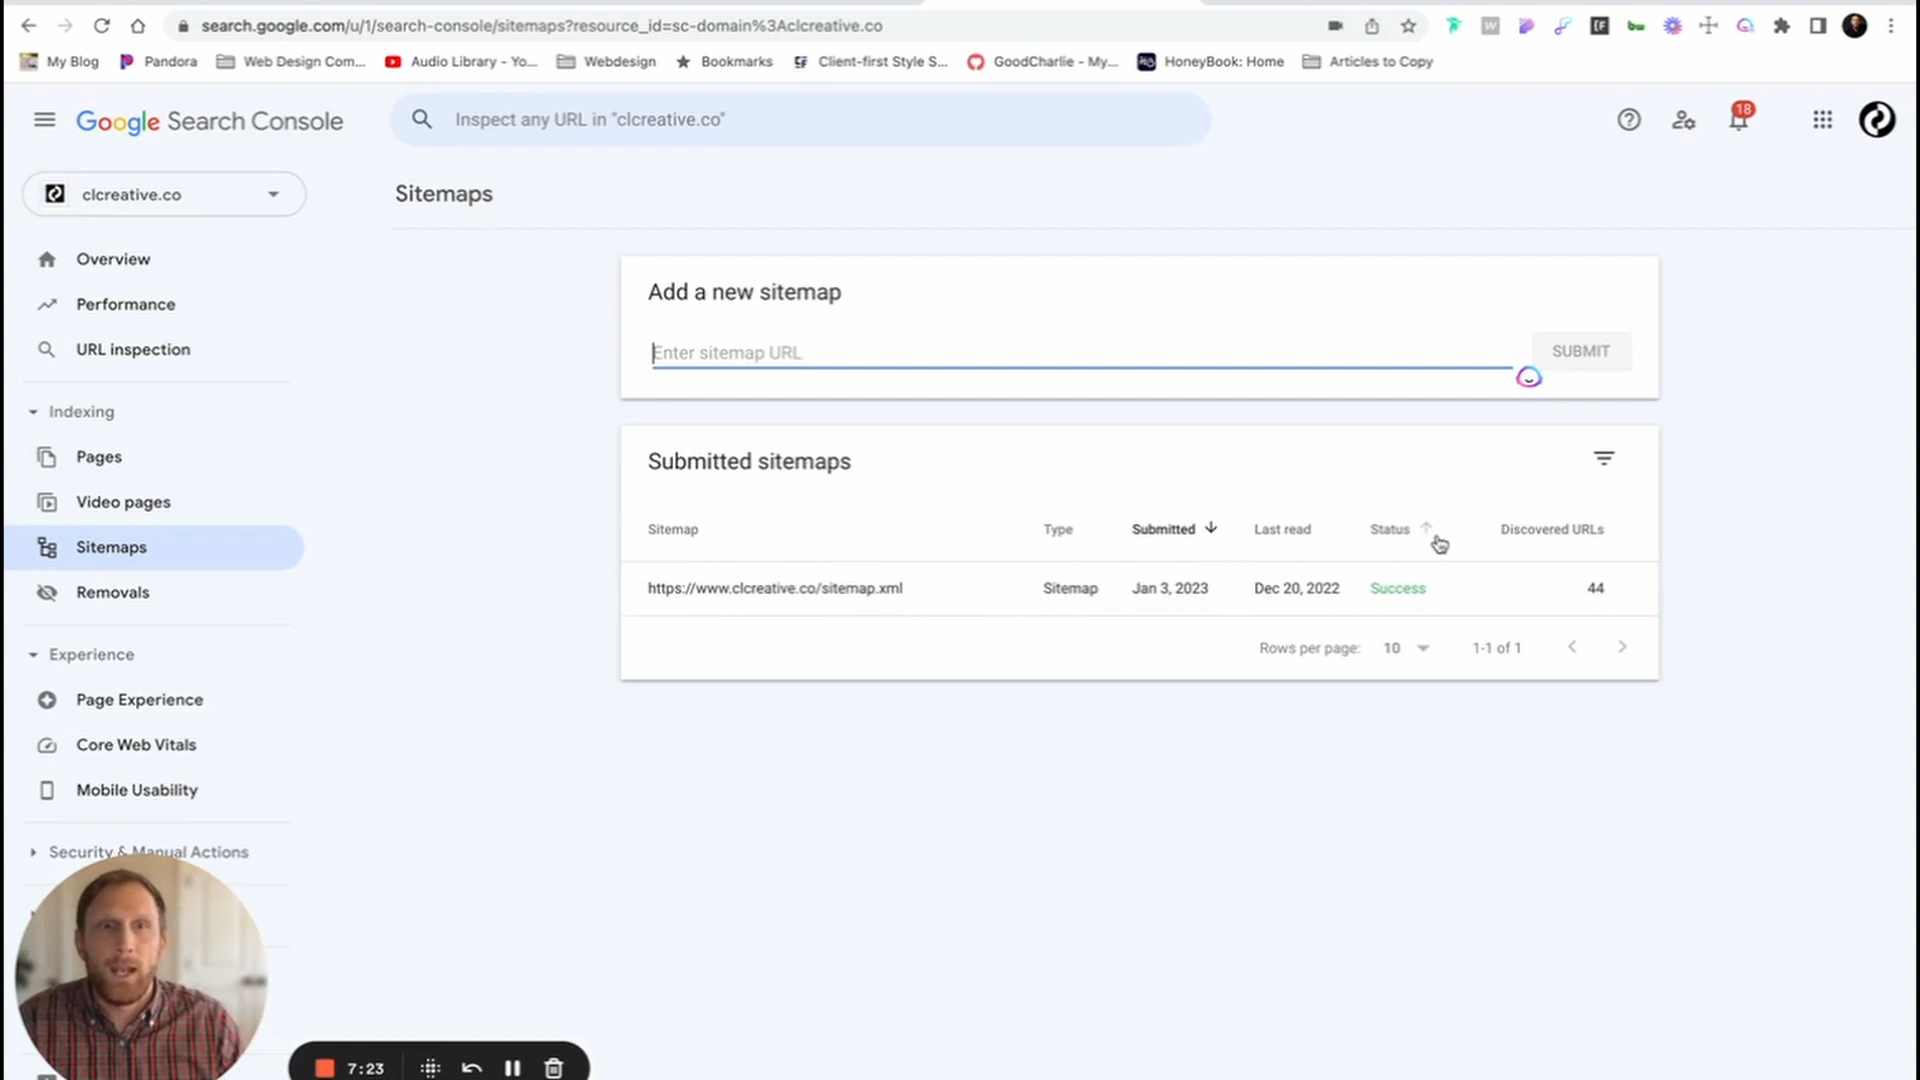 search.google.com/u/1/search-console/sitemaps?resource_id=sc-domain%3Aclcreative.co
My Blog
Pandora
Web Design Com...
Audio Library - Yo...
Webdesign
Bookmarks
Client-first Style S...
GoodCharlie - My...
HoneyBook: Home
Articles to Copy
Google Search Console
Inspect any URL in "clcreative.co"
18
clcreative.co
Sitemaps
Overview
Performance
URL inspection
Indexing
Pages
Video pages
Sitemaps
Removals
Experience
Page Experience
Core Web Vitals
Mobile Usability
Security & Manual Actions
Add a new sitemap
Enter sitemap URL
SUBMIT
Submitted sitemaps
Sitemap Type Submitted Last read Status Discovered URLs
https://www.clcreative.co/sitemap.xml Sitemap Jan 3, 2023 Dec 20, 2022 Success 44
Rows per page: 10 1-1 of 1
7:23